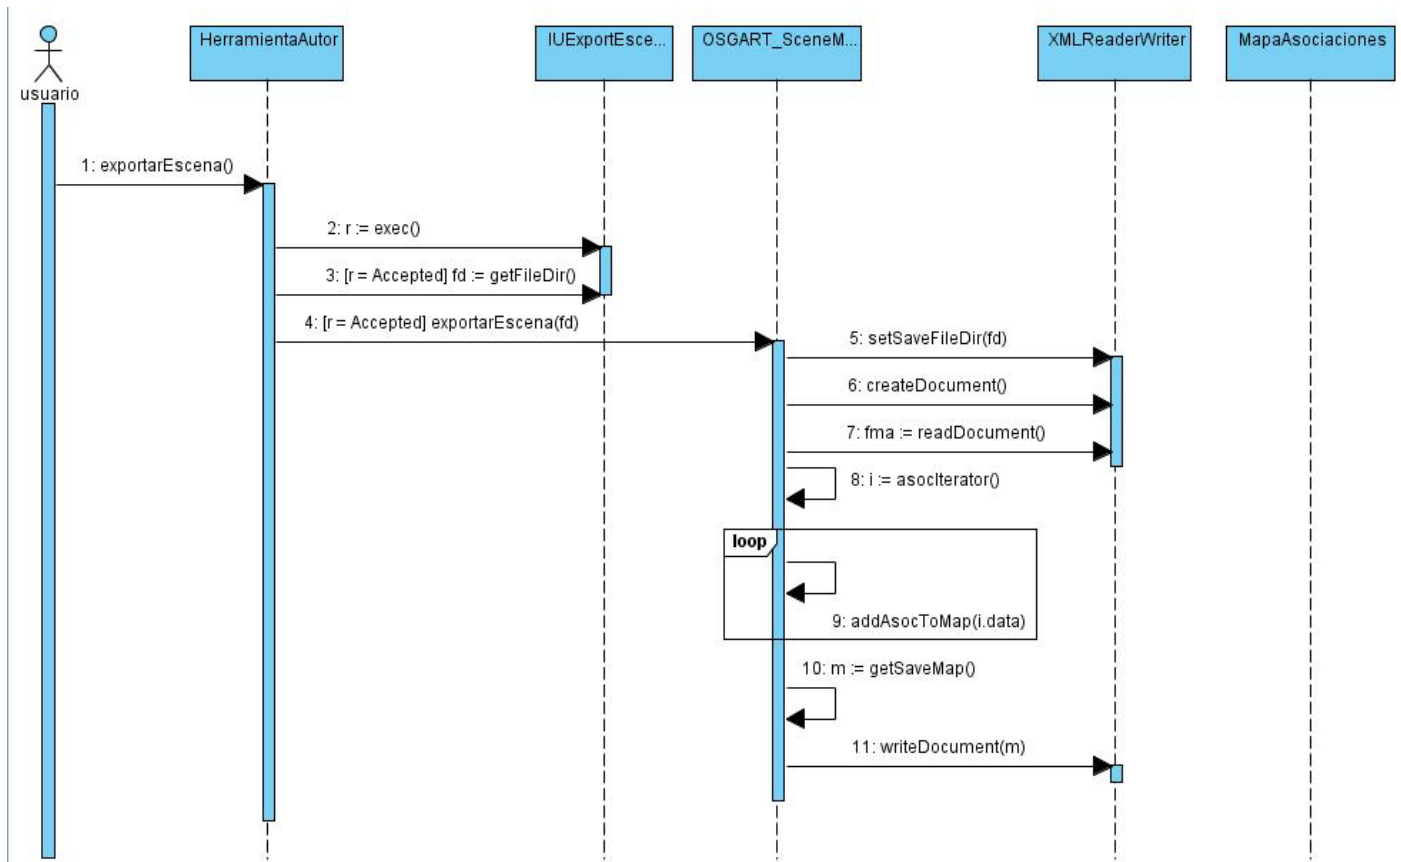 HerramientaAutor
IUExportEsce...
OSGART_SceneM...
XMLReaderWriter
MapaAsociaciones
usuario
1: exportarEscena()
2: r := exec()
3: [r = Accepted] fd := getFileDir()
4: [r = Accepted] exportarEscena(fd)
5: setSaveFileDir(fd)
6: createDocument()
7: fma := readDocument()
8: i := asocIterator()
loop
9: addAsocToMap(i.data)
10: m := getSaveMap()
11: writeDocument(m)